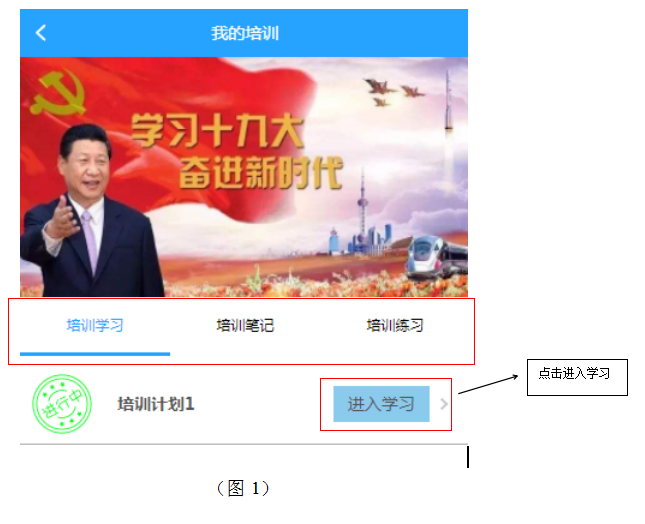 我的培训
学习十九大
奋进新时代
培训学习
培训笔记
培训练习
进行中
培训计划1
进入学习
点击进入学习
（图 1）